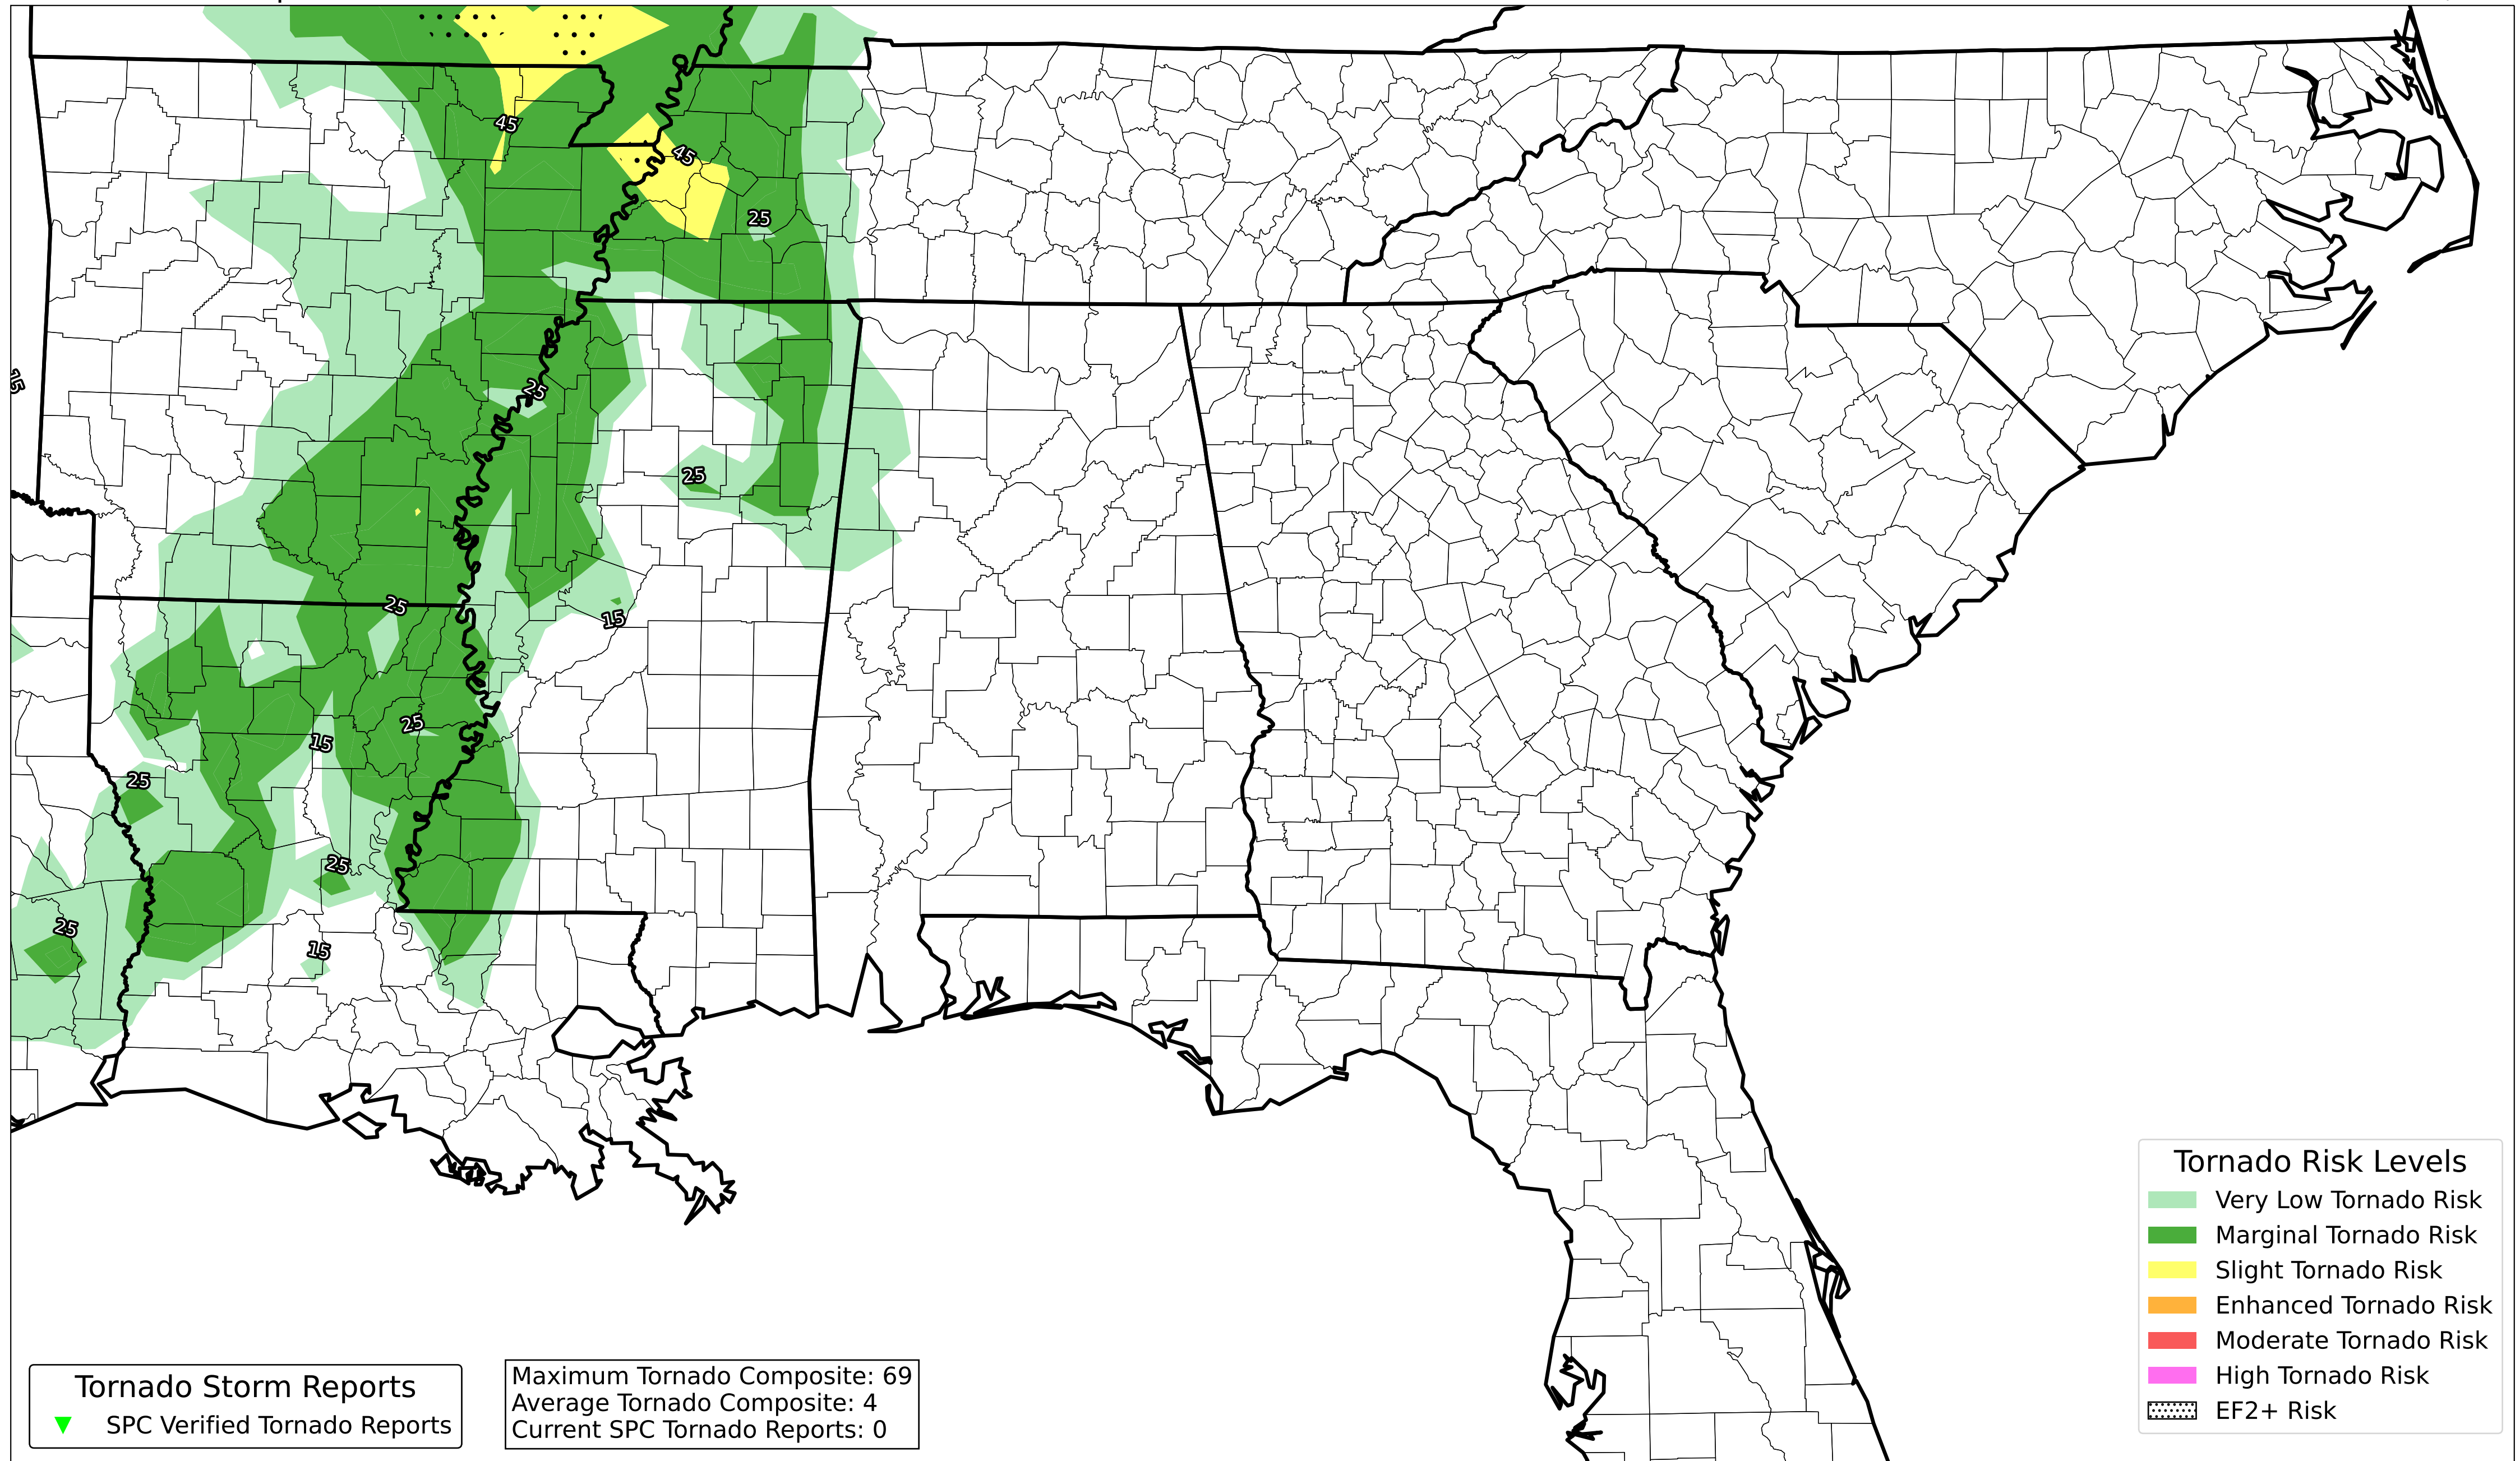 45
45
25
15
25
25
25
15
25
15
25
25
25
15
Tornado Risk Levels
Very Low Tornado Risk
Marginal Tornado Risk
Slight Tornado Risk
Enhanced Tornado Risk
Moderate Tornado Risk
High Tornado Risk
EF2+ Risk
Tornado Storm Reports
SPC Verified Tornado Reports
Maximum Tornado Composite: 69
Average Tornado Composite: 4
Current SPC Tornado Reports: 0